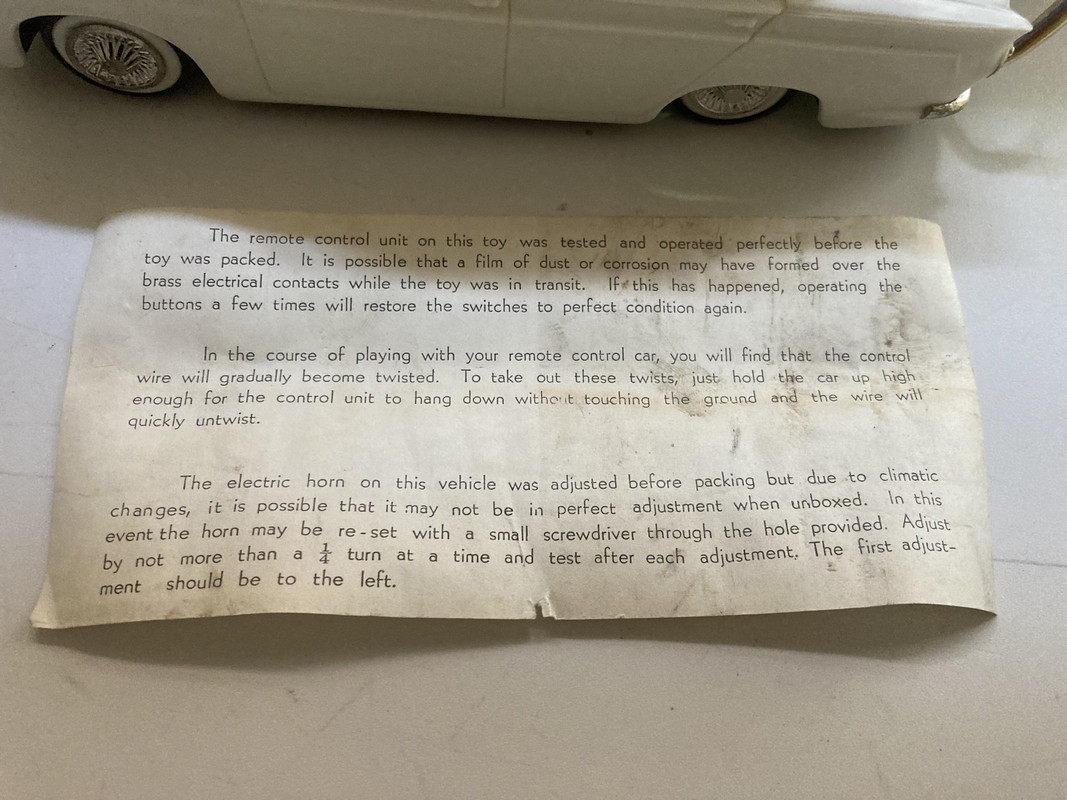 The remote control unit on this toy was tested and operated perfectly before the
toy was packed. It is possible that a film of dust or corrosion may have formed over the
brass electrical contacts while the toy was in transit. If this has happened, operating the
buttons a few times will restore the switches to perfect condition again.
In the course of playing with your remote control car, you will find that the control
wire will gradually become twisted. To take out these twists, just hold the car up high
enough for the control unit to hang down without touching the ground and the wire will
quickly untwist.
The electric horn on this vehicle was adjusted before packing but due to climatic
changes, it is possible that it may not be in perfect adjustment when unboxed. In this
event the horn may be re-set with a small screwdriver through the hole provided. Adjust
by not more than a ¼ turn at a time and test after each adjustment. The first adjust-
ment should be to the left.